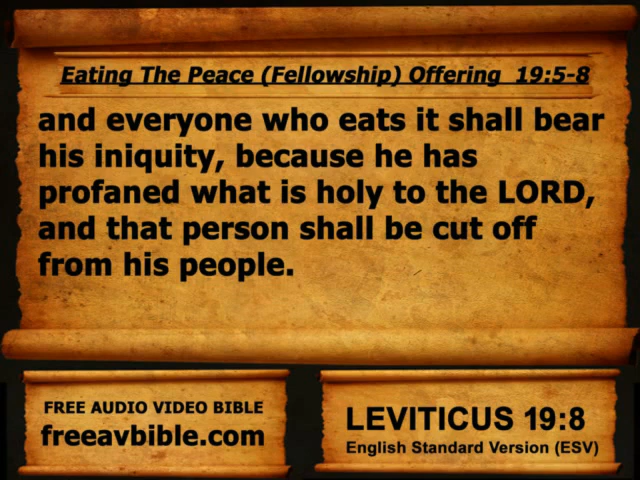 Eating The Peace (Fellowship) Offering  19:5-8
and everyone who eats it shall bear
his iniquity, because he has
profaned what is holy to the LORD,
and that person shall be cut off
from his people.
FREE AUDIO VIDEO BIBLE
freeavbible.com
LEVITICUS 19:8
English Standard Version (ESV)